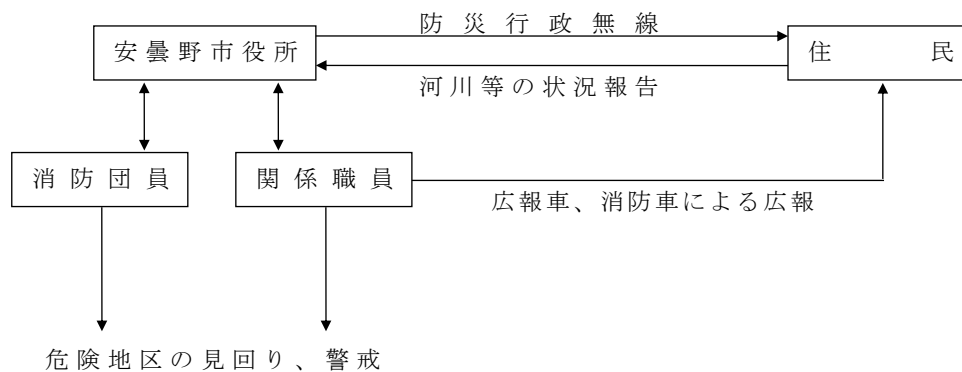 防災行政無線
安曇野市役所
住民
河川等の状況報告
消防団員
関係職員
広報車、消防車による広報
危険地区の見回り、警戒